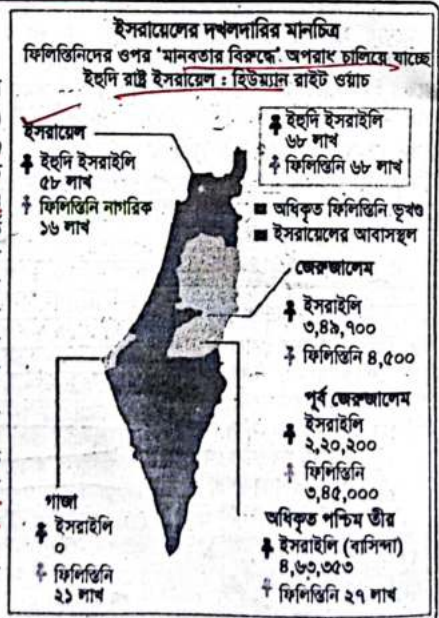 ইসরায়েলের দখলদারির মানচিত্র
ফিলিস্তিনিদের ওপর ‘মানবতার বিরুদ্ধে’ অপরাধ চালিয়ে যাচ্ছে
ইহুদি রাষ্ট্র ইসরায়েল : হিউম্যান রাইট ওয়াচ
ইসরায়েল
ইহুদি ইসরাইলি
৫৮ লাখ
ফিলিস্তিনি নাগরিক
১৬ লাখ
ইহুদি ইসরাইলি
৬৮ লাখ
ফিলিস্তিনি ৬৮ লাখ
অধিকৃত ফিলিস্তিনি ভূখণ্ড
ইসরায়েলের আবাসস্থল
জেরুজালেম
ইসরাইলি
৩,৪৯,৭০০
ফিলিস্তিনি ৪,৫০০
পূর্ব জেরুজালেম
ইসরাইলি
২,২০,২০০
ফিলিস্তিনি
৩,৪৫,০০০
অধিকৃত পশ্চিম তীর
ইসরাইলি (বাসিন্দা)
৪,৬৩,৩৫৩
ফিলিস্তিনি ২৭ লাখ
গাজা
ইসরাইলি
০
ফিলিস্তিনি
২১ লাখ